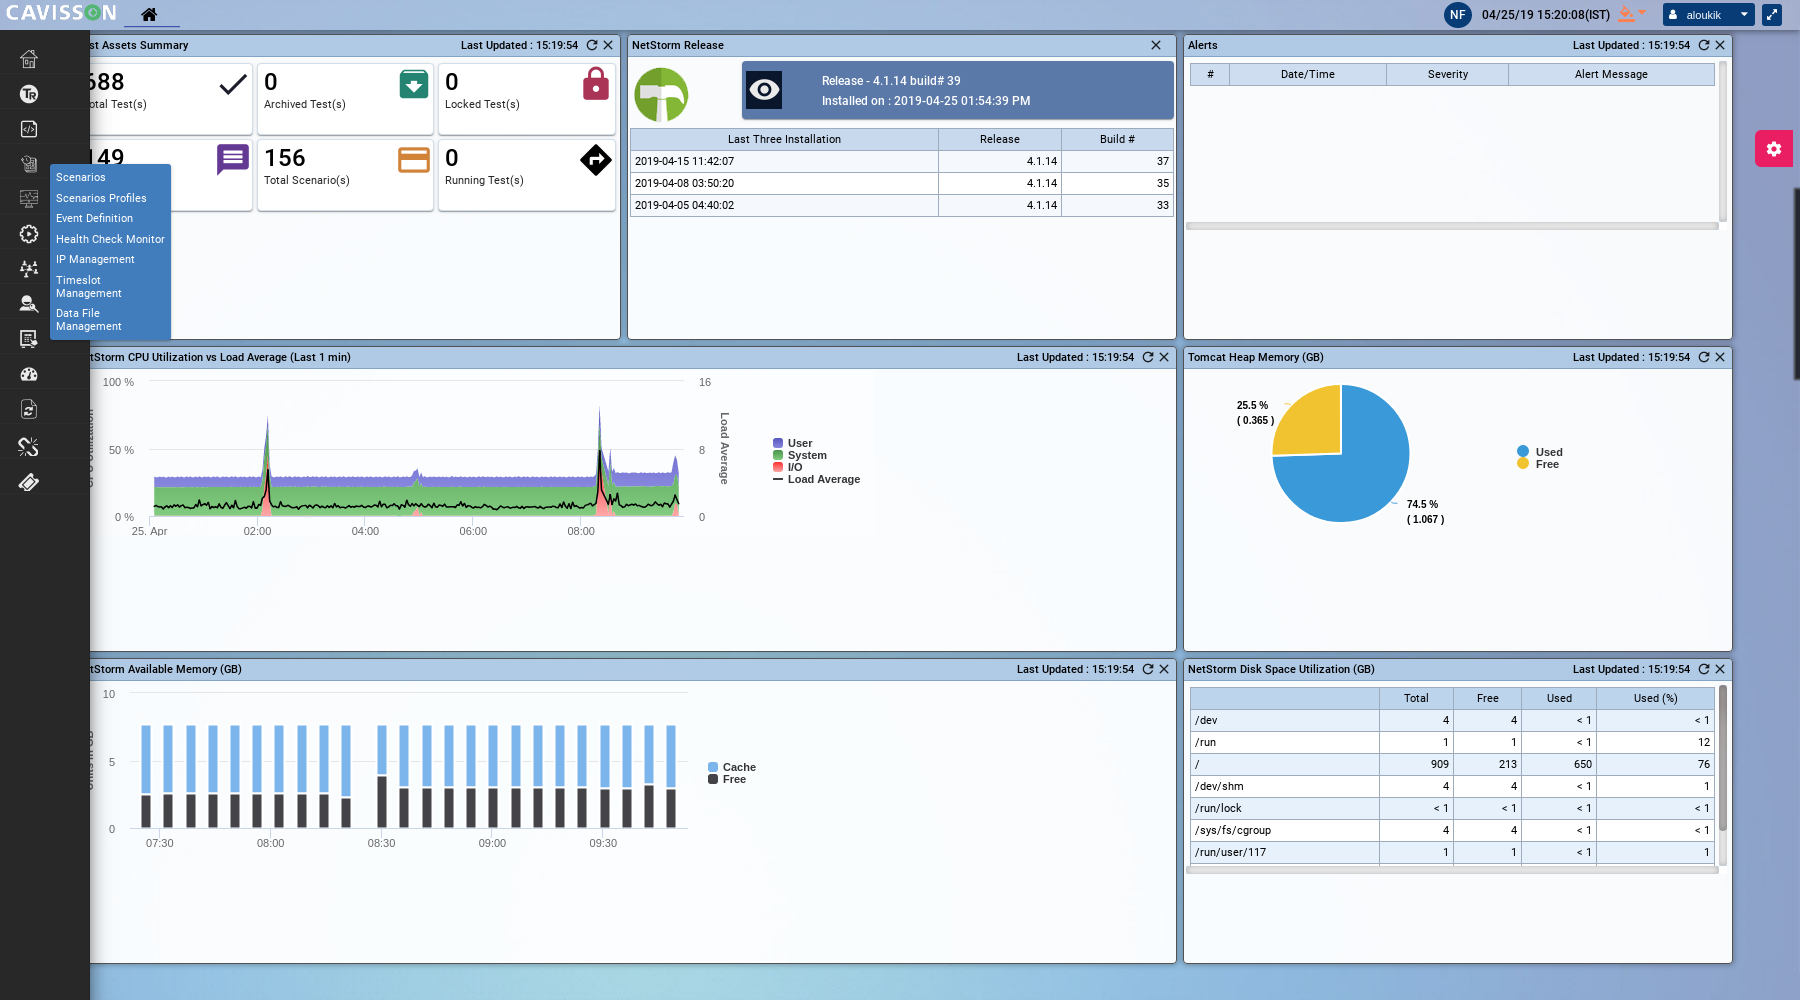 CAVISSON
NF
04/25/19 15:20:08(IST)
aloukik
st Assets Summary
Last Updated : 15:19:54
688
otal Test(s)
0
Archived Test(s)
0
Locked Test(s)
149
156
Total Scenario(s)
0
Running Test(s)
TR
Scenarios
Scenarios Profiles
Event Definition
Health Check Monitor
IP Management
Timeslot
Management
Data File
Management
NetStorm Release
Release - 4.1.14 build# 39
Installed on : 2019-04-25 01:54:39 PM
Last Three Installation Release Build #
2019-04-15 11:42:07 4.1.14 37
2019-04-08 03:50:20 4.1.14 35
2019-04-05 04:40:02 4.1.14 33
Alerts
Last Updated : 15:19:54
# Date/Time Severity Alert Message
tStorm CPU Utilization vs Load Average (Last 1 min)
Last Updated : 15:19:54
100 %
50 %
0 %
16
8
0
Load Average
25. Apr 02:00 04:00 06:00 08:00
User
System
I/O
Load Average
Tomcat Heap Memory (GB)
Last Updated : 15:19:54
25.5 %
( 0.365 )
74.5 %
( 1.067 )
Used
Free
tStorm Available Memory (GB)
Last Updated : 15:19:54
10
5
0
07:30 08:00 08:30 09:00 09:30
Cache
Free
NetStorm Disk Space Utilization (GB)
Last Updated : 15:19:54
Total Free Used Used (%)
/dev 4 4 < 1 < 1
/run 1 1 < 1 12
/ 909 213 650 76
/dev/shm 4 4 < 1 1
/run/lock < 1 < 1 < 1 < 1
/sys/fs/cgroup 4 4 < 1 < 1
/run/user/117 1 1 < 1 1